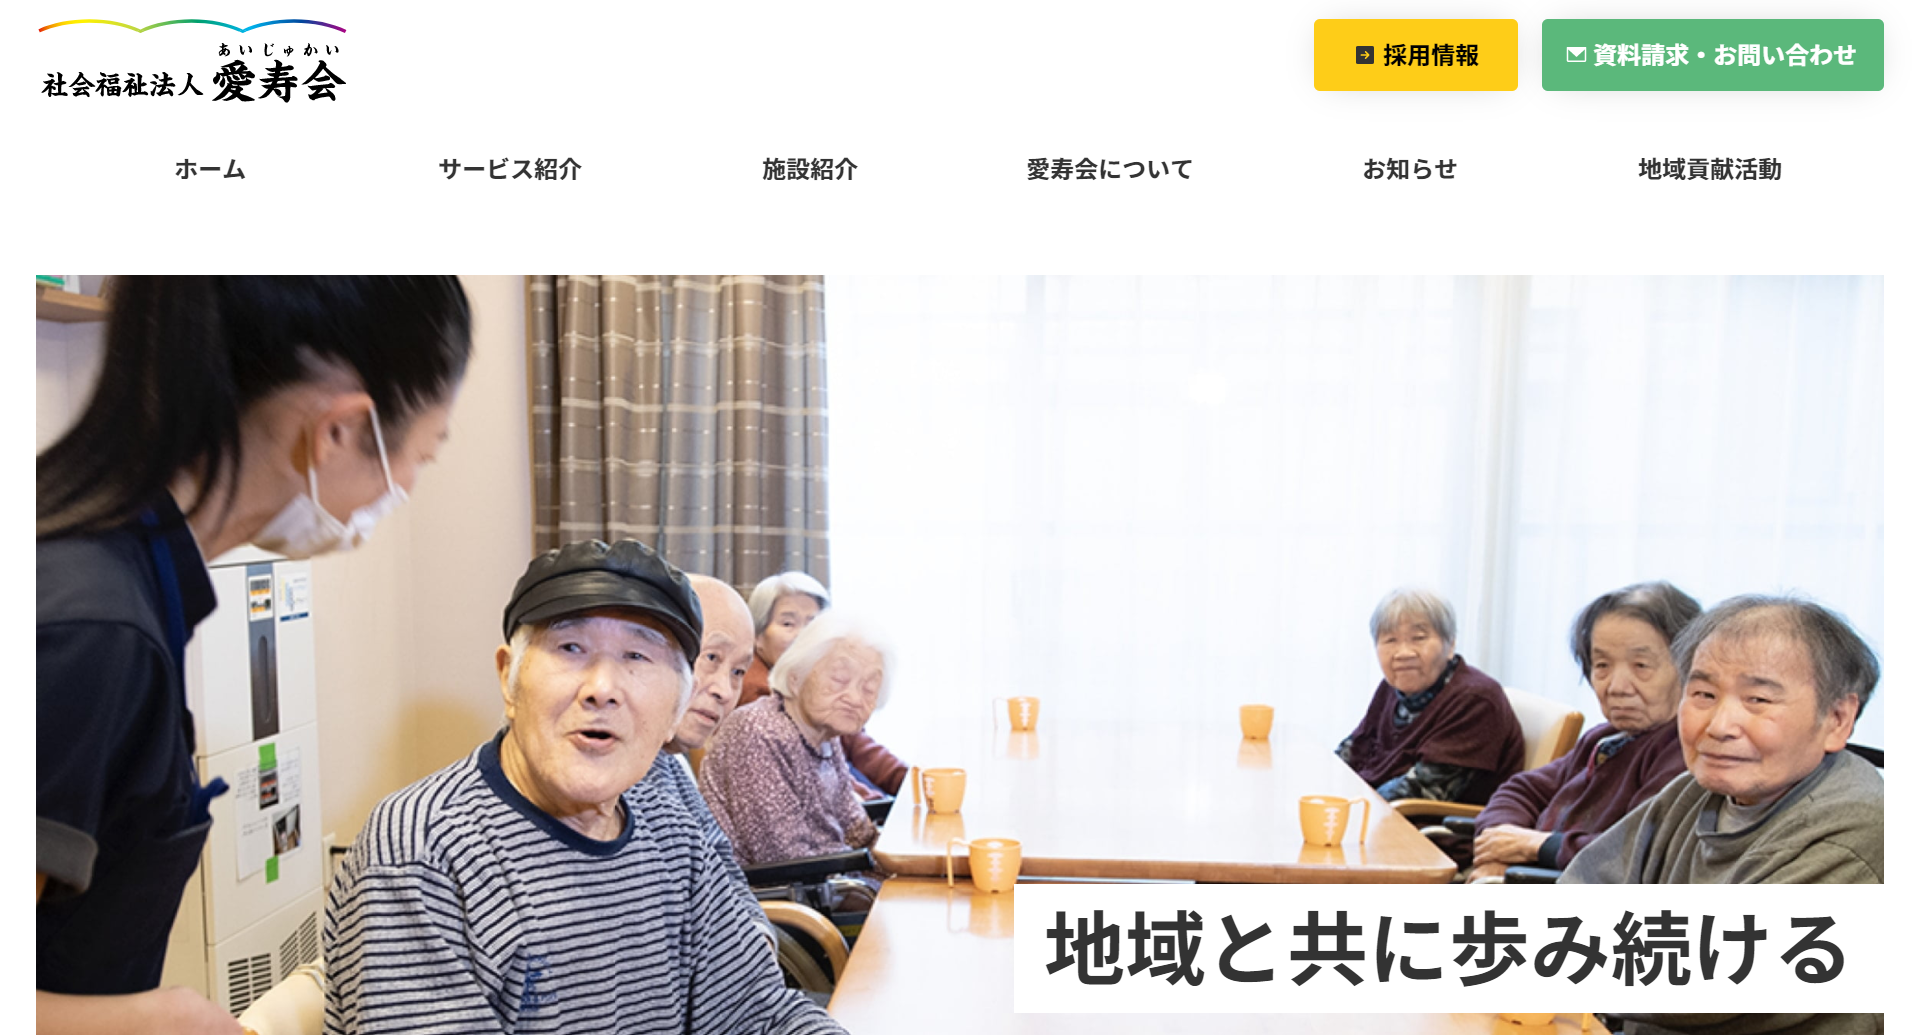 あいじゅかい
社会福祉法人 愛寿会
採用情報
資料請求・お問い合わせ
ホーム
サービス紹介
施設紹介
愛寿会について
お知らせ
地域貢献活動
地域と共に歩み続ける